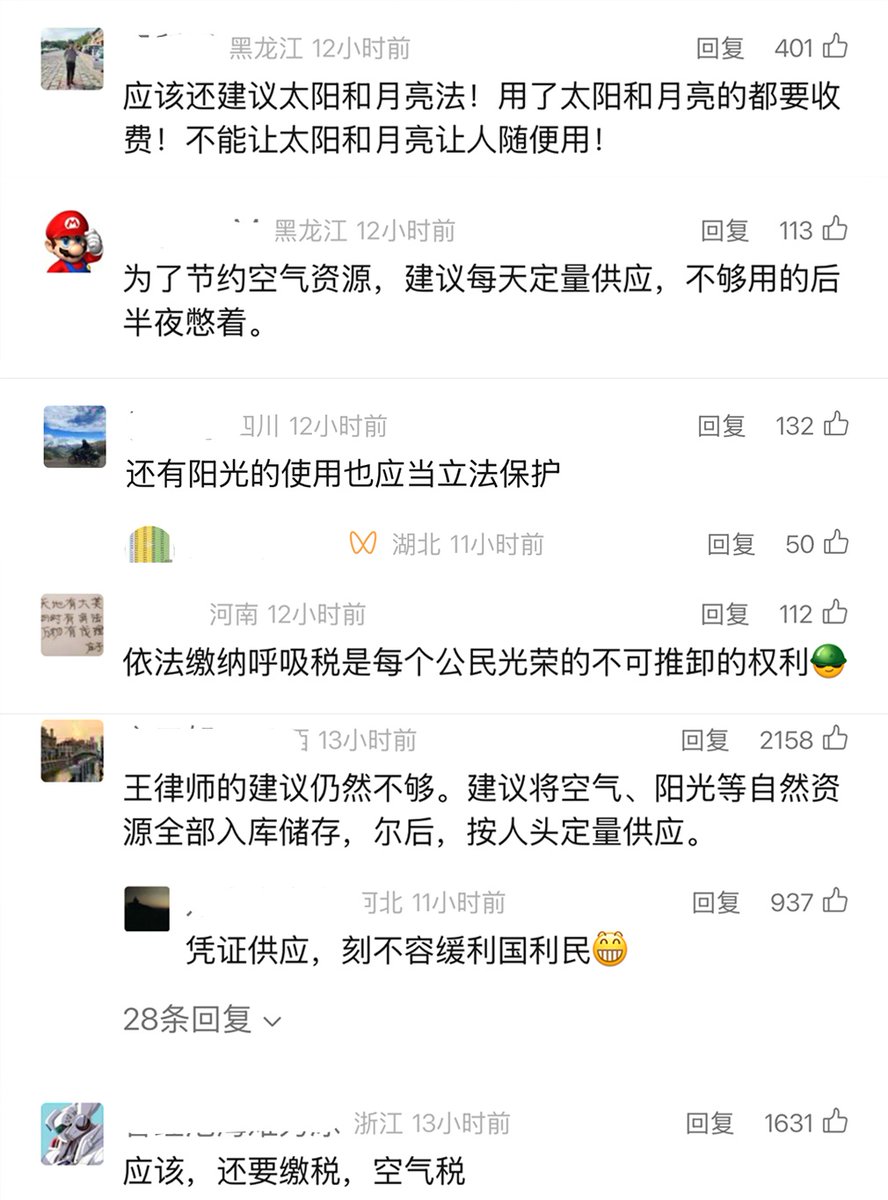 黑龙江 12小时前 回复 401
应该还建议太阳和月亮法！用了太阳和月亮的都要收
费！不能让太阳和月亮让人随便用！
黑龙江 12小时前 回复 113
为了节约空气资源，建议每天定量供应，不够用的后
半夜憋着。
四川 12小时前 回复 132
还有阳光的使用也应当立法保护
湖北 11小时前 回复 50
河南 12小时前 回复 112
依法缴纳呼吸税是每个公民光荣的不可推卸的权利
13小时前 回复 2158
王律师的建议仍然不够。建议将空气、阳光等自然资
源全部入库储存，尔后，按人头定量供应。
河北 11小时前 回复 937
凭证供应，刻不容缓利国利民
28条回复
浙江 13小时前 回复 1631
应该，还要缴税，空气税